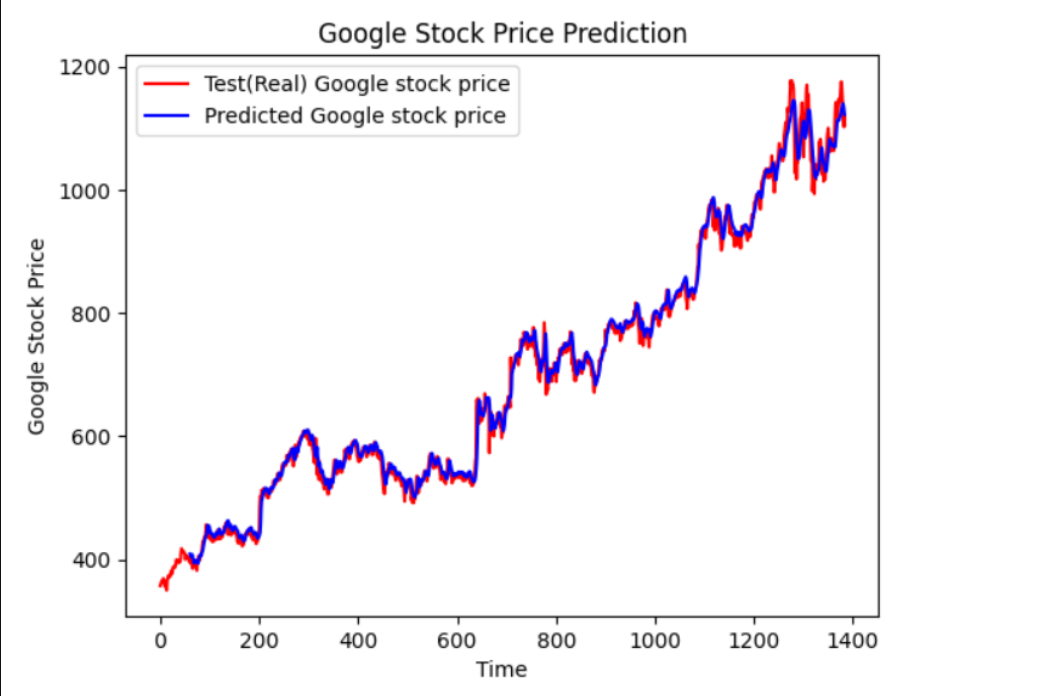 Google Stock Price Prediction
Test(Real) Google stock price
Predicted Google stock price
Google Stock Price
1200
1000
800
600
400
0 200 400 600 800 1000 1200 1400
Time